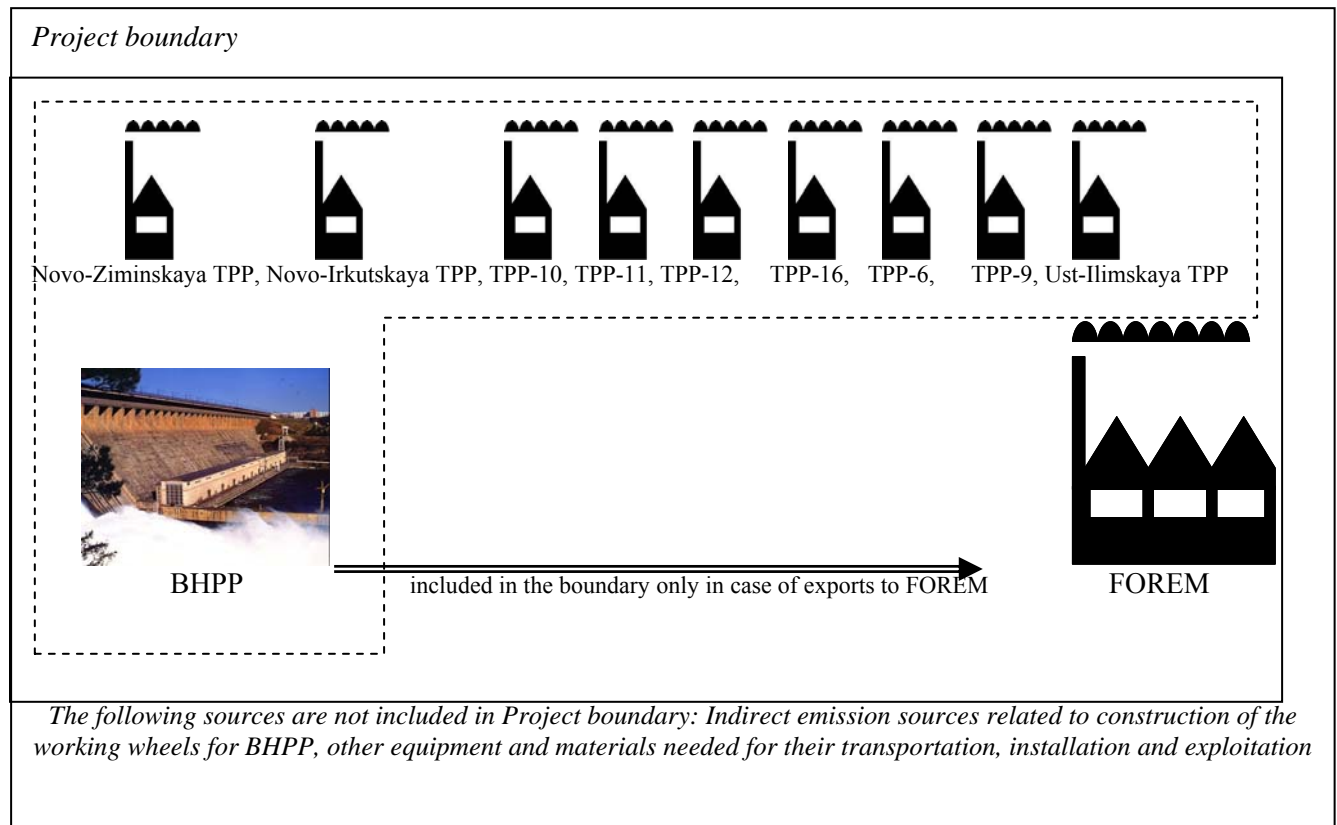 Project boundary
Novo-Ziminskaya TPP, Novo-Irkutskaya TPP, TPP-10, TPP-11, TPP-12, TPP-16, TPP-6, TPP-9, Ust-Ilimskaya TPP
BHPP
included in the boundary only in case of exports to FOREM
FOREM
The following sources are not included in Project boundary: Indirect emission sources related to construction of the
working wheels for BHPP, other equipment and materials needed for their transportation, installation and exploitation